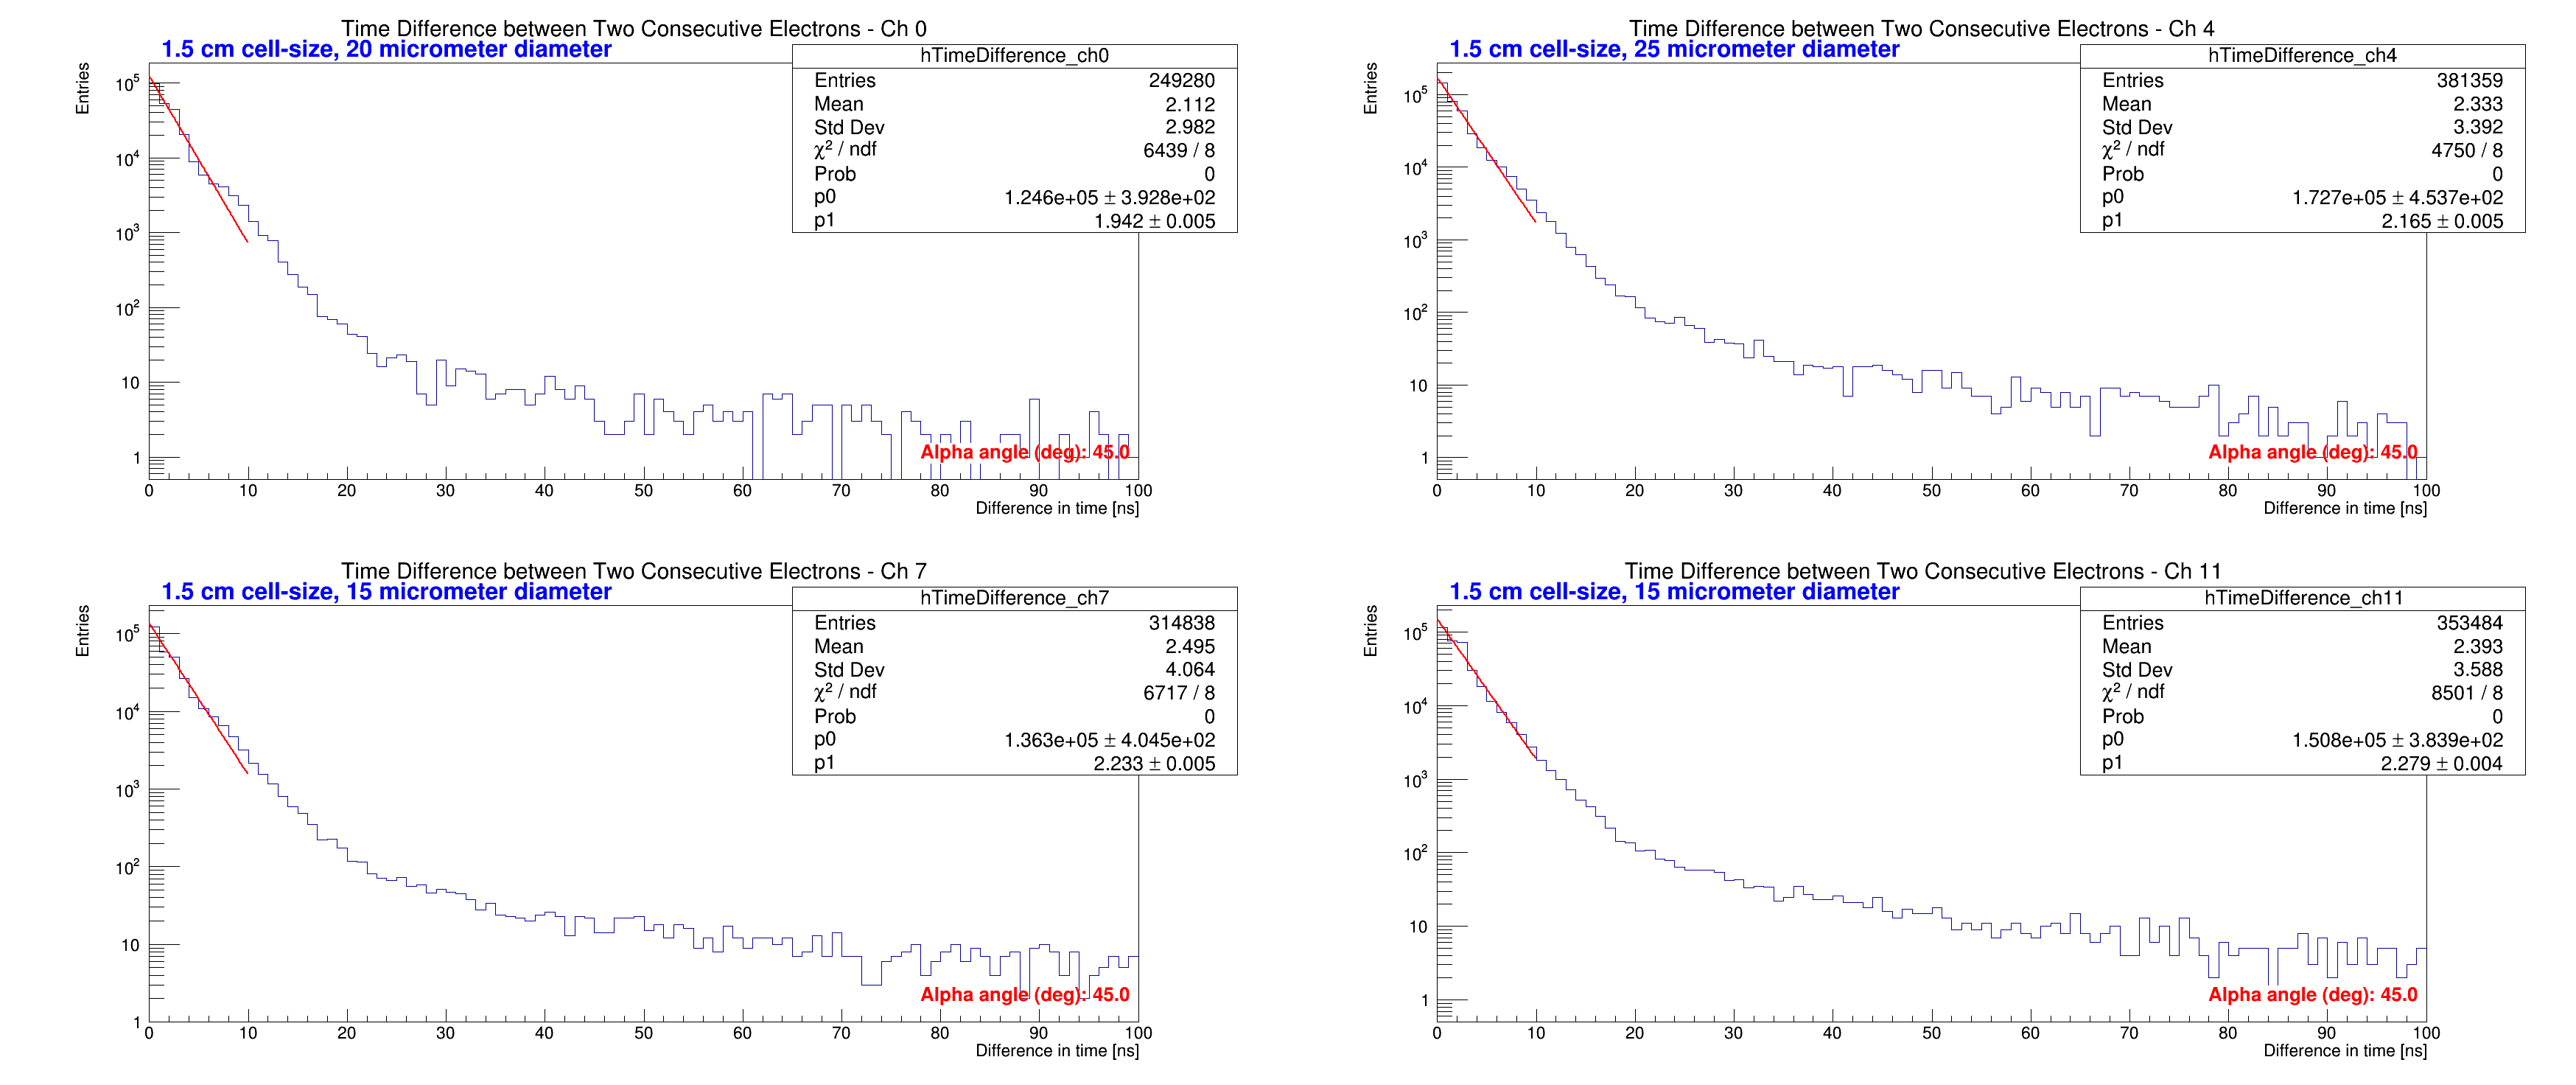 Time Difference between Two Consecutive Electrons - Ch 0
1.5 cm cell-size, 20 micrometer diameter
hTimeDifference_ch0
Entries 249280
Mean 2.112
Std Dev 2.982
χ² / ndf 6439 / 8
Prob 0
p0 1.246e+05 ± 3.928e+02
p1 1.942 ± 0.005
Entries
10⁵
10⁴
10³
10²
10
1
Alpha angle (deg): 45.0
0 10 20 30 40 50 60 70 80 90 100
Difference in time [ns]
Time Difference between Two Consecutive Electrons - Ch 4
1.5 cm cell-size, 25 micrometer diameter
hTimeDifference_ch4
Entries 381359
Mean 2.333
Std Dev 3.392
χ² / ndf 4750 / 8
Prob 0
p0 1.727e+05 ± 4.537e+02
p1 2.165 ± 0.005
Entries
10⁵
10⁴
10³
10²
10
1
Alpha angle (deg): 45.0
0 10 20 30 40 50 60 70 80 90 100
Difference in time [ns]
Time Difference between Two Consecutive Electrons - Ch 7
1.5 cm cell-size, 15 micrometer diameter
hTimeDifference_ch7
Entries 314838
Mean 2.495
Std Dev 4.064
χ² / ndf 6717 / 8
Prob 0
p0 1.363e+05 ± 4.045e+02
p1 2.233 ± 0.005
Entries
10⁵
10⁴
10³
10²
10
1
Alpha angle (deg): 45.0
0 10 20 30 40 50 60 70 80 90 100
Difference in time [ns]
Time Difference between Two Consecutive Electrons - Ch 11
1.5 cm cell-size, 15 micrometer diameter
hTimeDifference_ch11
Entries 353484
Mean 2.393
Std Dev 3.588
χ² / ndf 8501 / 8
Prob 0
p0 1.508e+05 ± 3.839e+02
p1 2.279 ± 0.004
Entries
10⁵
10⁴
10³
10²
10
1
Alpha angle (deg): 45.0
0 10 20 30 40 50 60 70 80 90 100
Difference in time [ns]